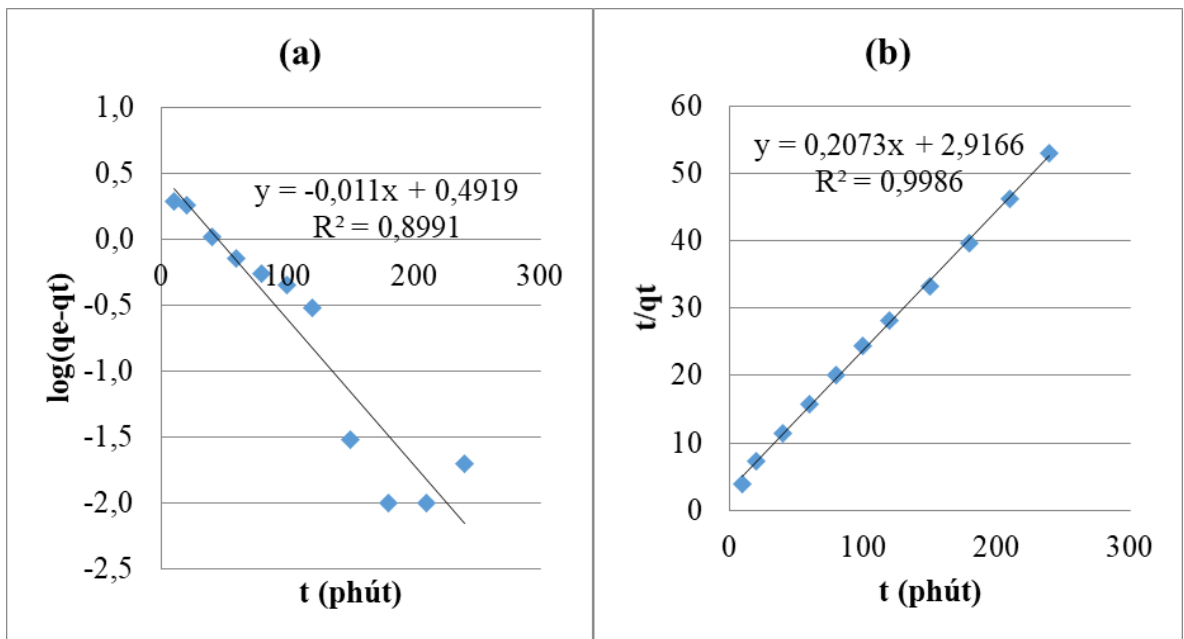 (a)
1,0
0,5
0,0
-0,5
-1,0
-1,5
-2,0
-2,5
y = -0,011x + 0,4919
R² = 0,8991
0 100 200 300
log(qe-qt)
t (phút)
(b)
60
50
40
30
20
10
0
y = 0,2073x + 2,9166
R² = 0,9986
0 100 200 300
t/qt
t (phút)